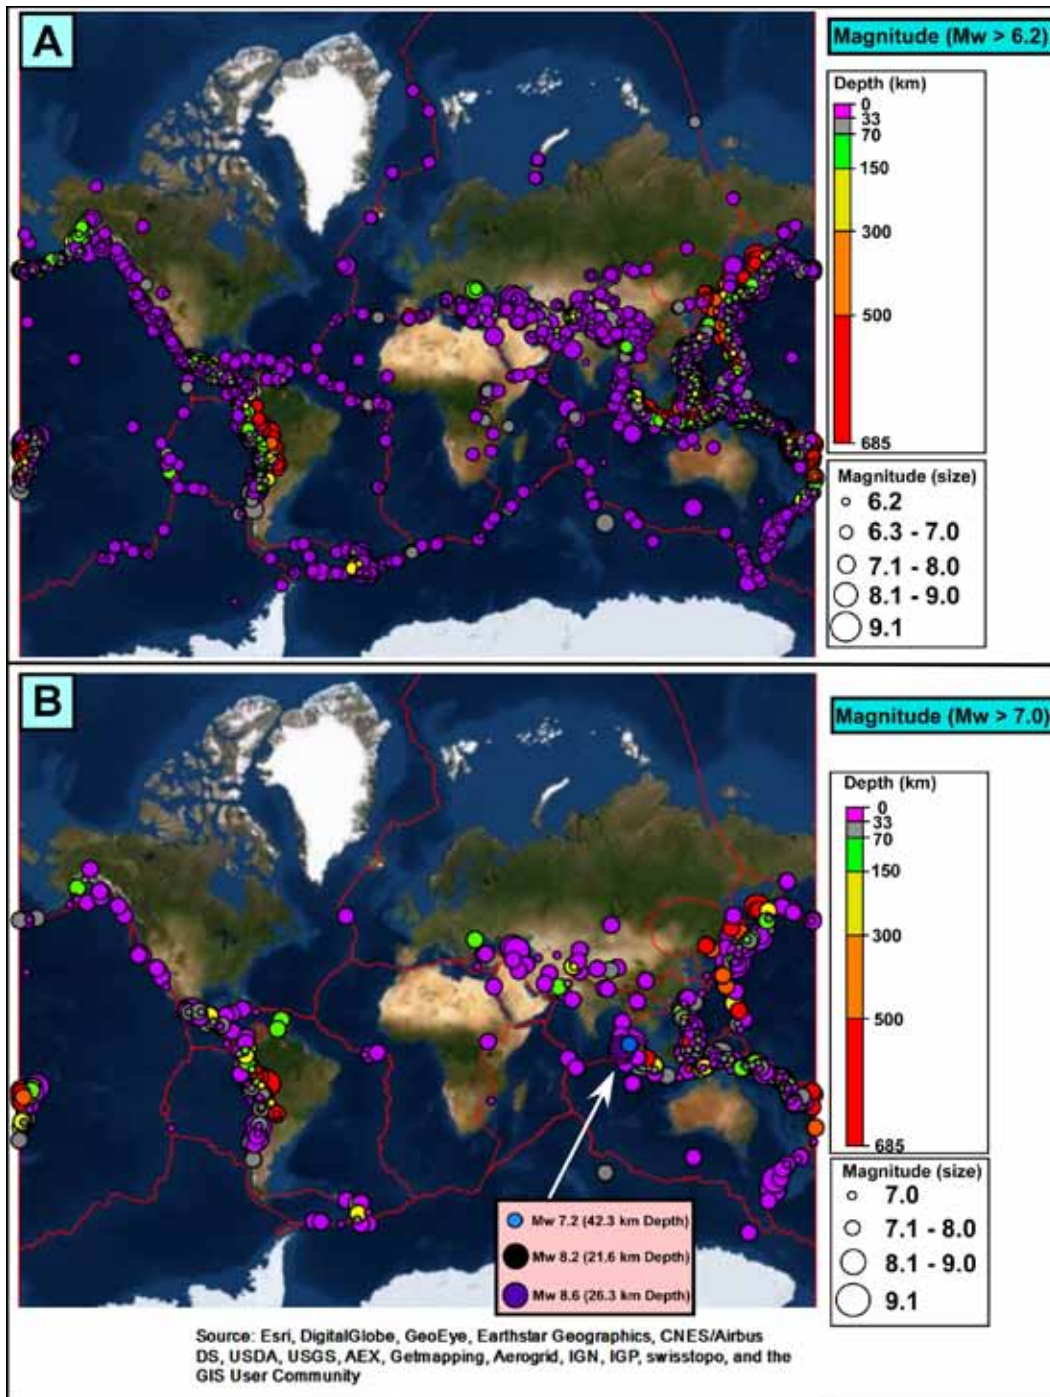 A
Magnitude (Mw > 6.2)
Depth (km)
0
33
70
150
300
500
685
Magnitude (size)
6.2
6.3 - 7.0
7.1 - 8.0
8.1 - 9.0
9.1
B
Magnitude (Mw > 7.0)
Depth (km)
0
33
70
150
300
500
685
Magnitude (size)
7.0
7.1 - 8.0
8.1 - 9.0
9.1
Mw 7.2 (42.3 km Depth)
Mw 8.2 (21.6 km Depth)
Mw 8.6 (26.3 km Depth)
Source: Esri, DigitalGlobe, GeoEye, Earthstar Geographics, CNES/Airbus
DS, USDA, USGS, AEX, Getmapping, Aerogrid, IGN, IGP, swisstopo, and the
GIS User Community